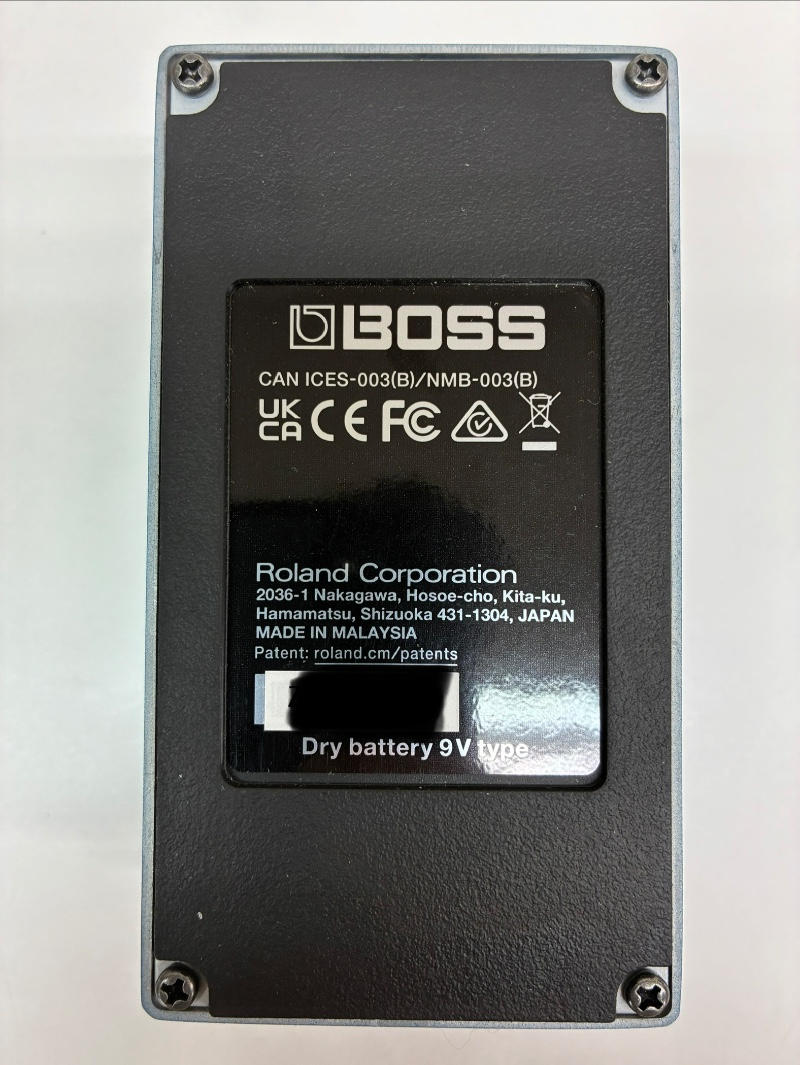 BOSS
CAN ICES-003(B)/NMB-003(B)
UK CA CE FC
Roland Corporation
2036-1 Nakagawa, Hosoe-cho, Kita-ku,
Hamamatsu, Shizuoka 431-1304, JAPAN
MADE IN MALAYSIA
Patent: roland.cm/patents
Dry battery 9V type